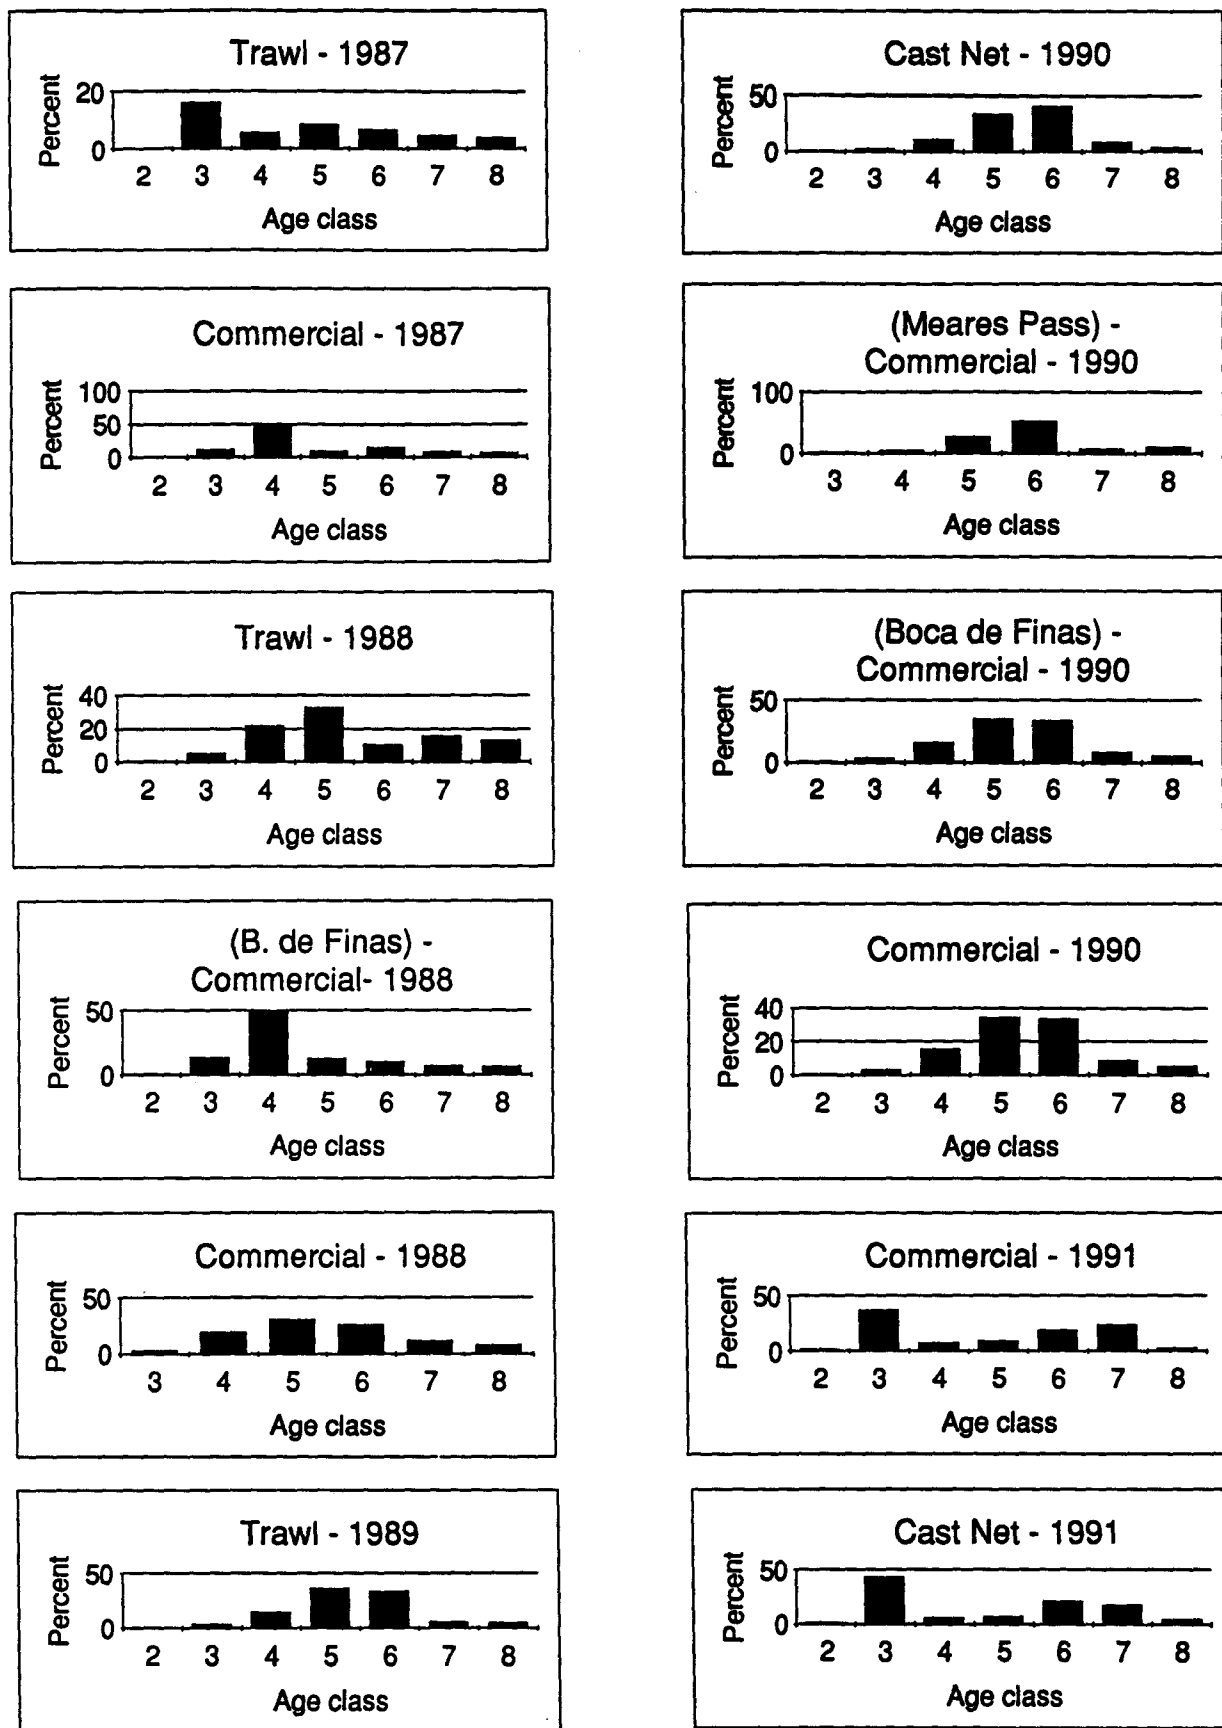 Trawl - 1987
Percent
20
0
2 3 4 5 6 7 8
Age class
Commercial - 1987
Percent
100
50
0
2 3 4 5 6 7 8
Age class
Trawl - 1988
Percent
40
20
0
2 3 4 5 6 7 8
Age class
(B. de Finas) -
Commercial- 1988
Percent
50
0
2 3 4 5 6 7 8
Age class
Commercial - 1988
Percent
50
0
3 4 5 6 7 8
Age class
Trawl - 1989
Percent
50
0
2 3 4 5 6 7 8
Age class
Cast Net - 1990
Percent
50
0
2 3 4 5 6 7 8
Age class
(Meares Pass) -
Commercial - 1990
Percent
100
0
3 4 5 6 7 8
Age class
(Boca de Finas) -
Commercial - 1990
Percent
50
0
2 3 4 5 6 7 8
Age class
Commercial - 1990
Percent
40
20
0
2 3 4 5 6 7 8
Age class
Commercial - 1991
Percent
50
0
2 3 4 5 6 7 8
Age class
Cast Net - 1991
Percent
50
0
2 3 4 5 6 7 8
Age class